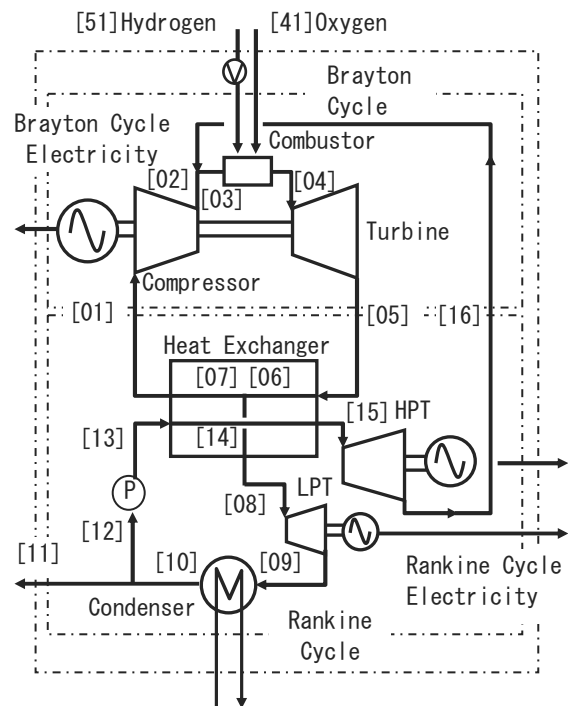 [51]Hydrogen
[41]Oxygen
V
Brayton
Cycle
Brayton Cycle
Electricity
Combustor
[02]
[03]
[04]
Turbine
Compressor
[01]
[05]
[16]
Heat Exchanger
[07]
[06]
[15]
HPT
[13]
[14]
P
LPT
[08]
[12]
[11]
[10]
[09]
Condenser
Rankine Cycle
Electricity
Rankine
Cycle